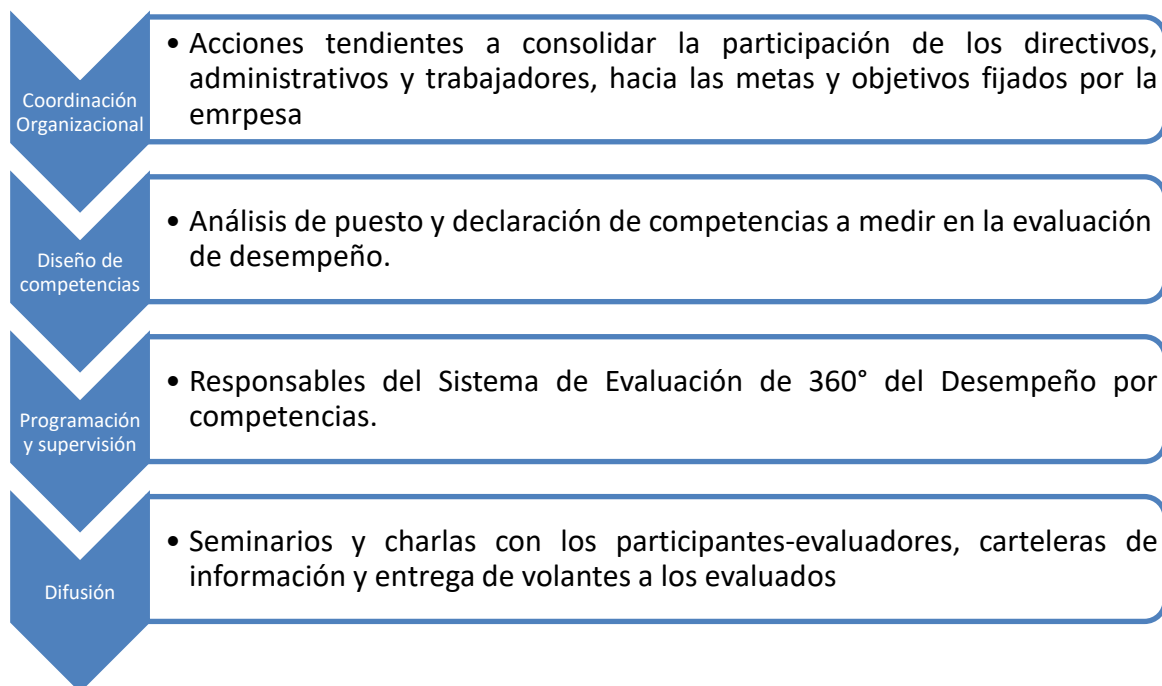 Coordinación
Organizacional
• Acciones tendientes a consolidar la participación de los directivos,
administrativos y trabajadores, hacia las metas y objetivos fijados por la
emrpesa
Diseño de
competencias
• Análisis de puesto y declaración de competencias a medir en la evaluación
de desempeño.
Programación
y supervisión
• Responsables del Sistema de Evaluación de 360° del Desempeño por
competencias.
Difusión
• Seminarios y charlas con los participantes-evaluadores, carteleras de
información y entrega de volantes a los evaluados